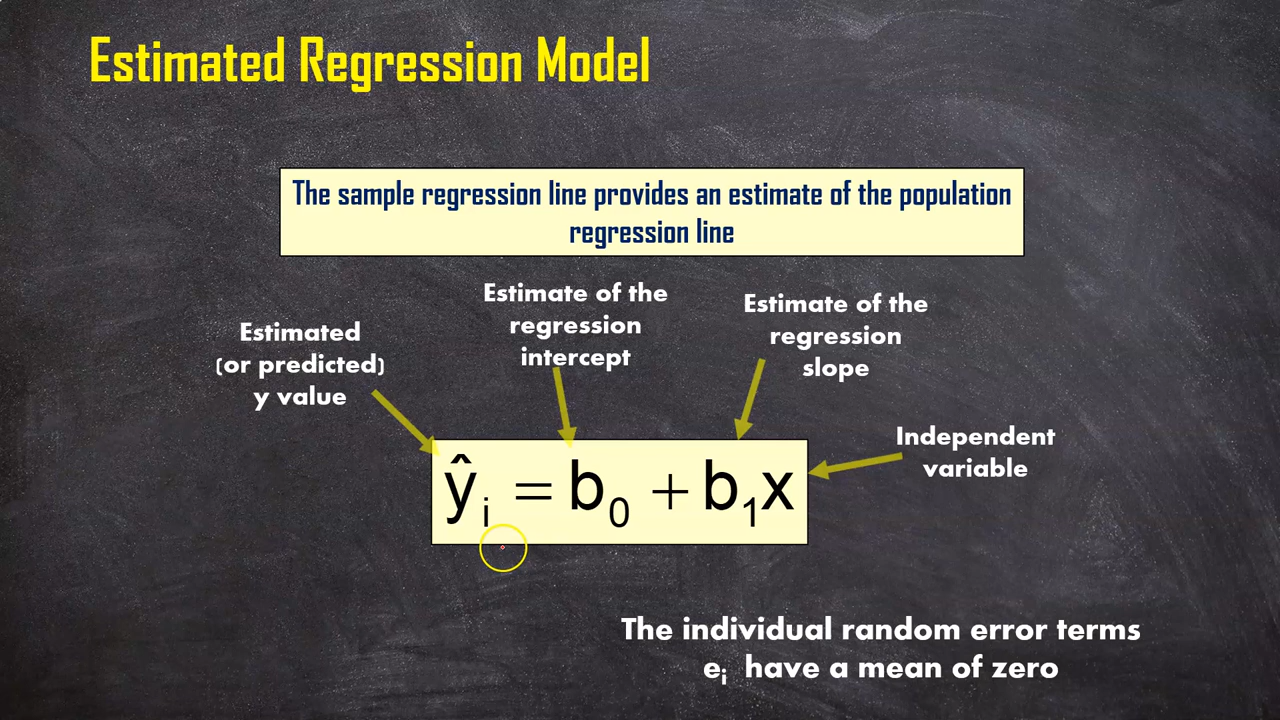 Estimated Regression Model
The sample regression line provides an estimate of the population
regression line
Estimated
(or predicted)
y value
Estimate of the
regression
intercept
Estimate of the
regression
slope
Independent
variable
ŷᵢ = b₀ + b₁x
The individual random error terms
eᵢ have a mean of zero